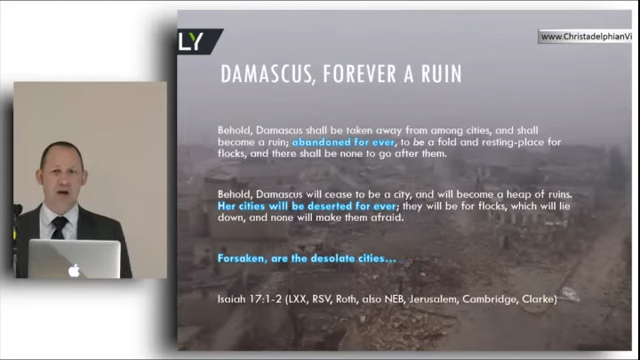 LY
www.ChristadelphianVi
DAMASCUS, FOREVER A RUIN
Behold, Damascus shall be taken away from among cities, and shall
become a ruin; abandoned for ever, to be a fold and resting-place for
flocks, and there shall be none to go after them.
Behold, Damascus will cease to be a city, and will become a heap of ruins.
Her cities will be deserted for ever; they will be for flocks, which will lie
down, and none will make them afraid.
Forsaken, are the desolate cities...
Isaiah 17:1-2 (LXX, RSV, Roth, also NEB, Jerusalem, Cambridge, Clarke)